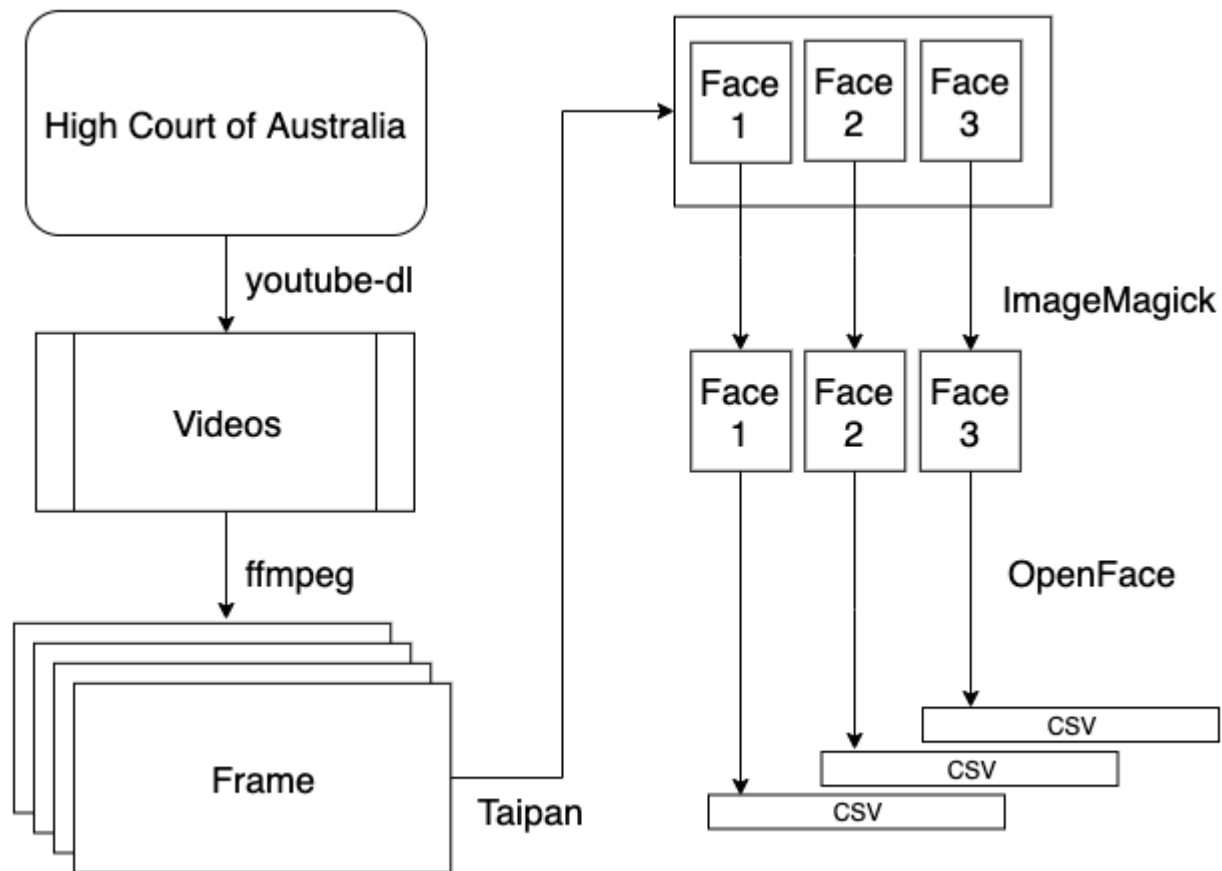 High Court of Australia
youtube-dl
Videos
ffmpeg
Frame
Taipan
Face
1
Face
2
Face
3
ImageMagick
Face
1
Face
2
Face
3
OpenFace
CSV
CSV
CSV